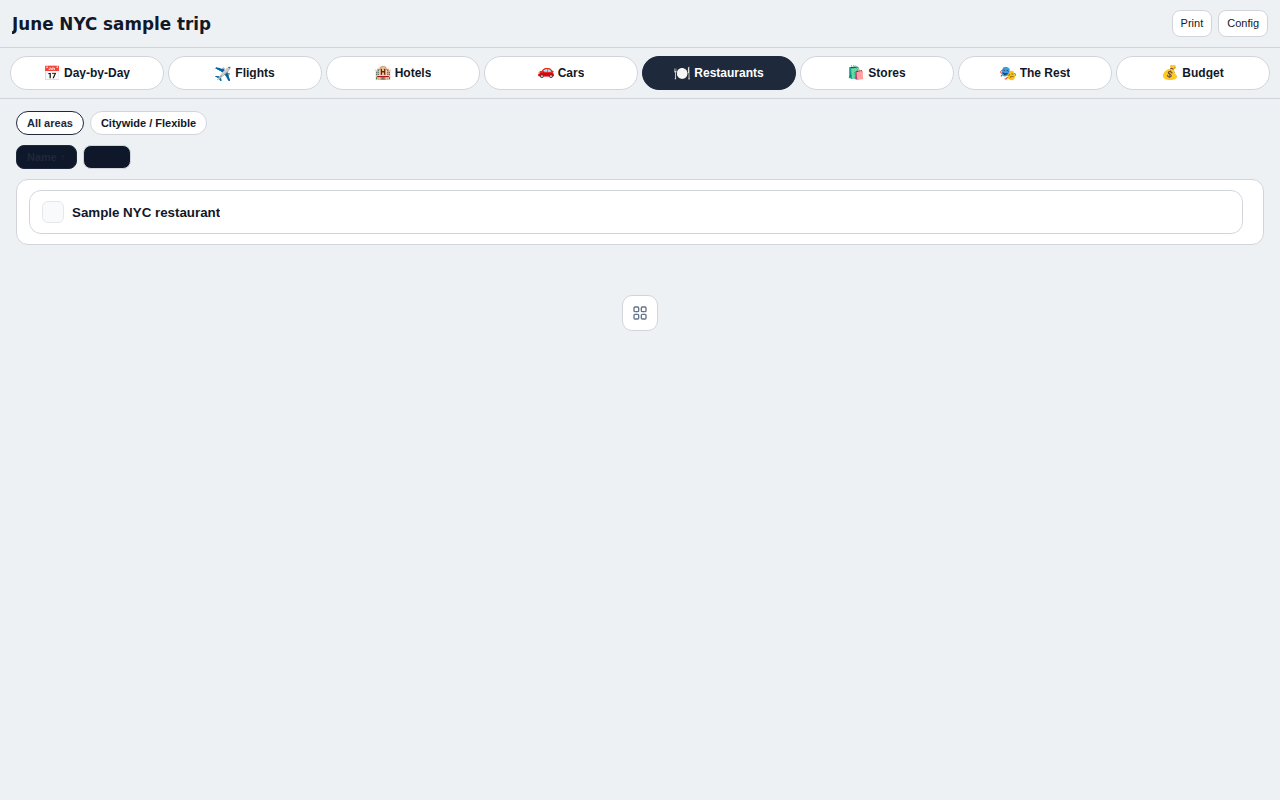 June NYC sample trip
Print
Config
Day-by-Day
Flights
Hotels
Cars
Restaurants
Stores
The Rest
Budget
All areas
Citywide / Flexible
Name
Sample NYC restaurant